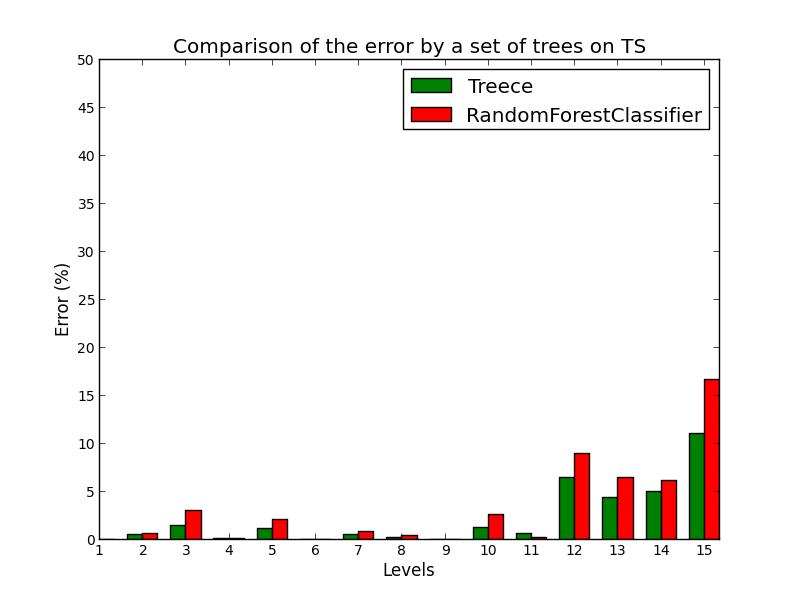 Comparison of the error by a set of trees on TS
50
45
40
35
30
25
20
15
10
5
0
Error (%)
Treece
RandomForestClassifier
1 2 3 4 5 6 7 8 9 10 11 12 13 14 15
Levels